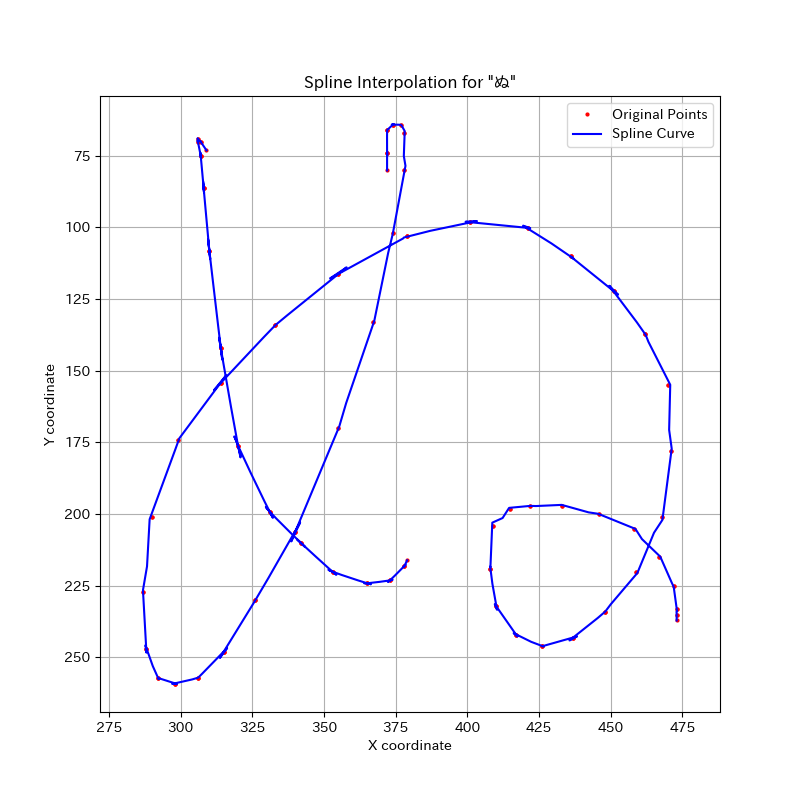 Spline Interpolation for "ぬ"
Original Points
Spline Curve
75
100
125
150
175
200
225
250
Y coordinate
275 300 325 350 375 400 425 450 475
X coordinate
ぬ